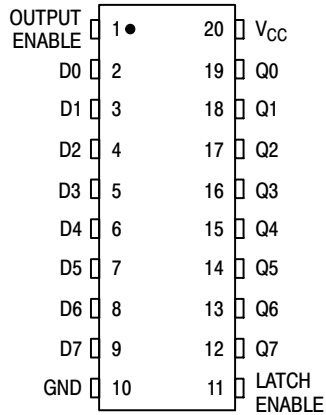 OUTPUT
ENABLE 1 20 VCC
D0 2 19 Q0
D1 3 18 Q1
D2 4 17 Q2
D3 5 16 Q3
D4 6 15 Q4
D5 7 14 Q5
D6 8 13 Q6
D7 9 12 Q7
GND 10 11 LATCH
ENABLE